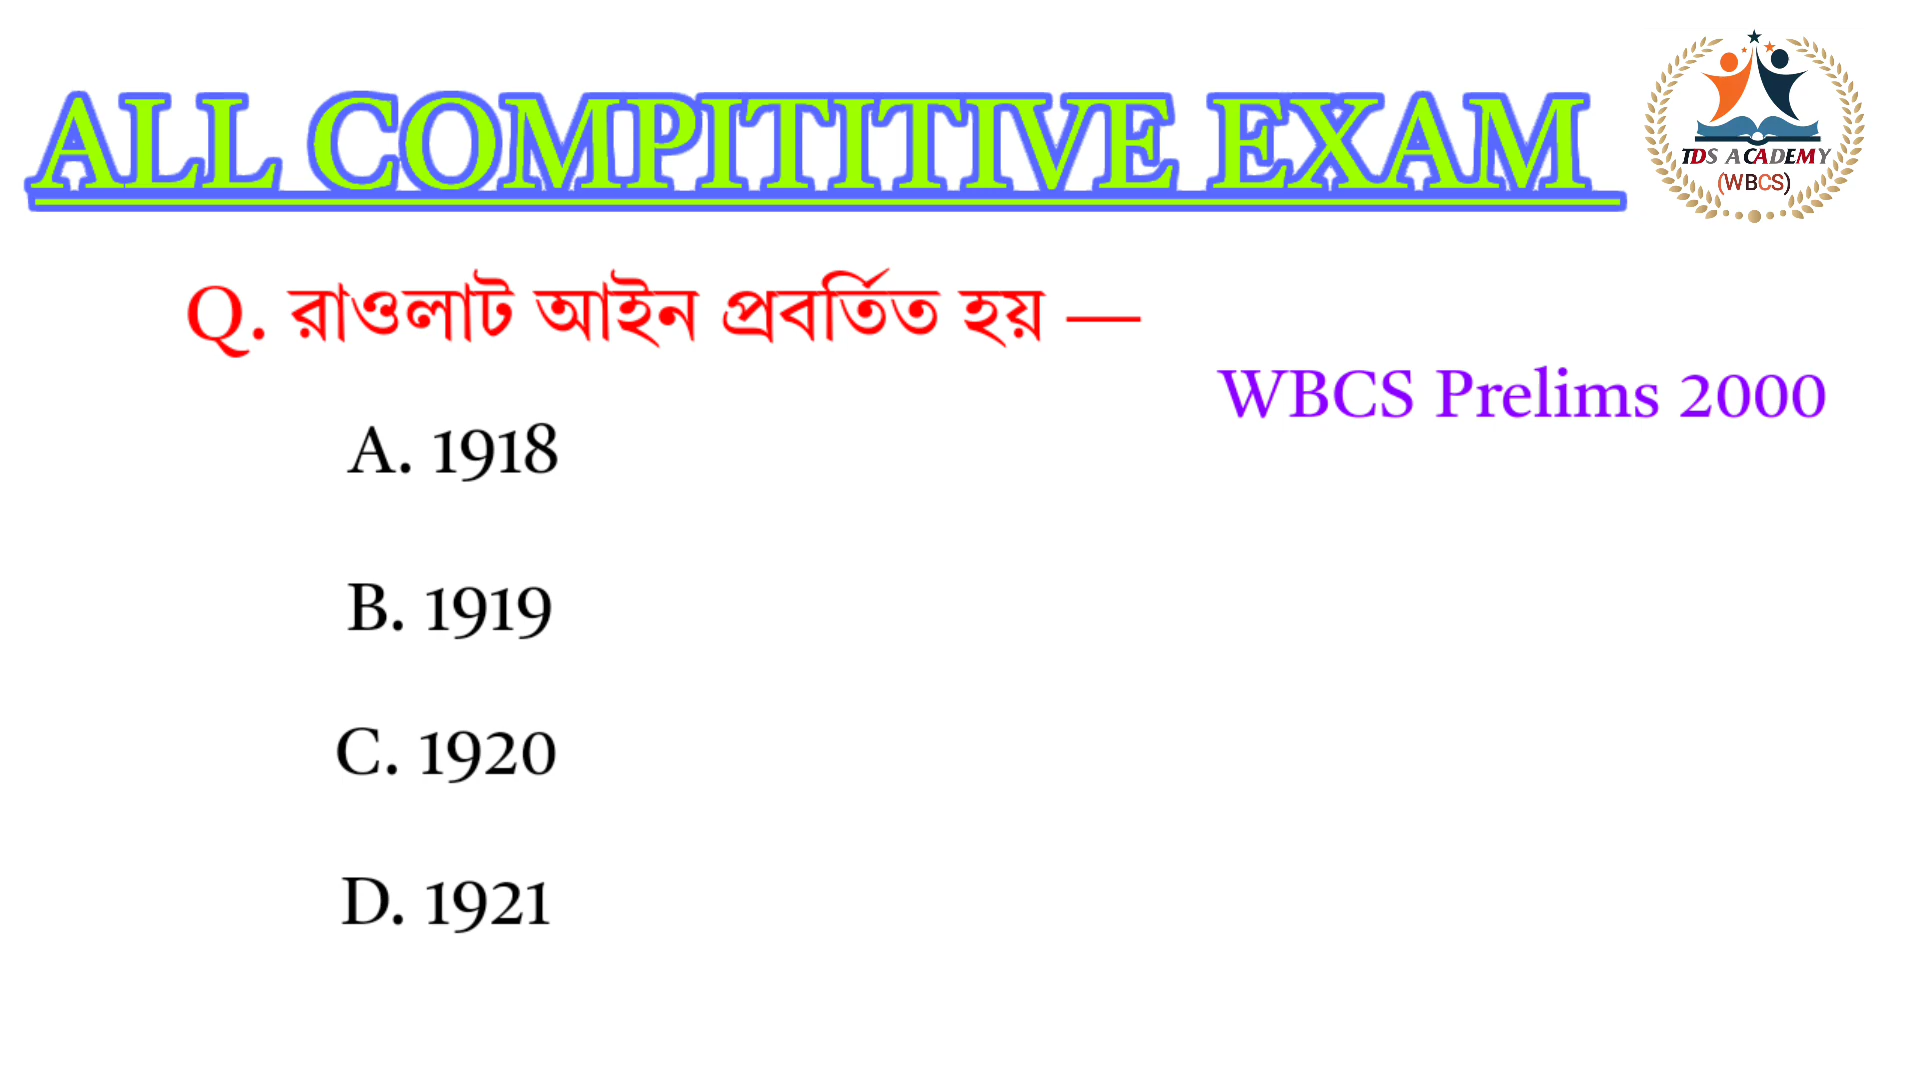 ALL COMPITITIVE EXAM
TDS ACADEMY
(WBCS)
Q. রাওলাট আইন প্রবর্তিত হয় —
WBCS Prelims 2000
A. 1918
B. 1919
C. 1920
D. 1921